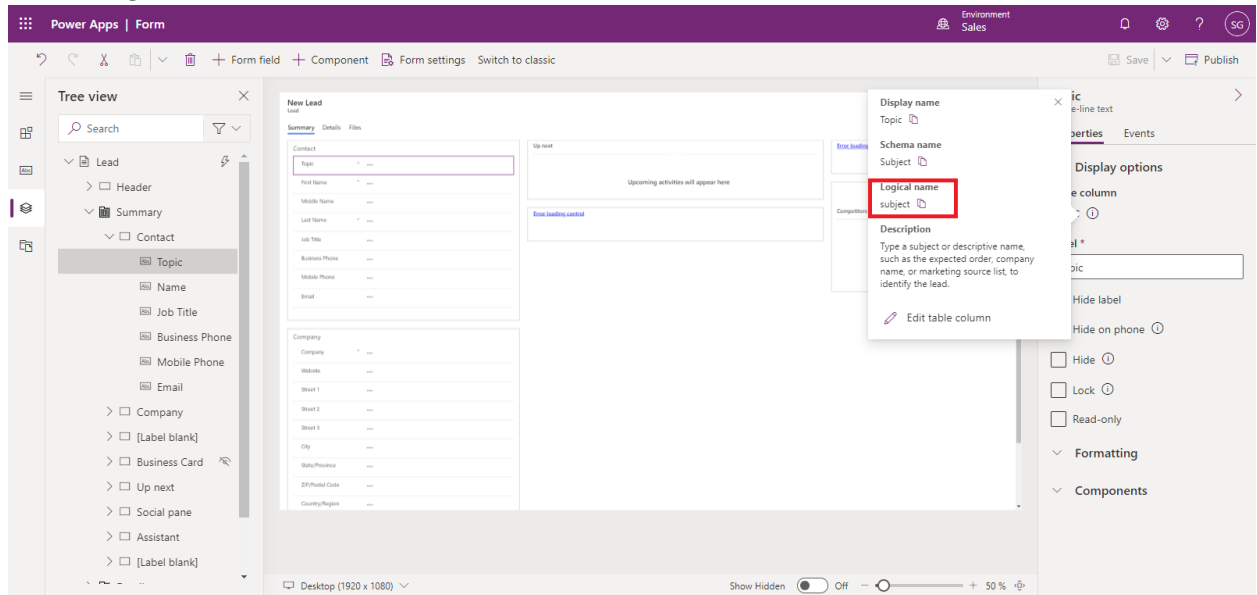 Power Apps | Form
Environment
Sales
?
SG
+ Form field
+ Component
Form settings
Switch to classic
Save
Publish
Tree view
Search
Lead
Header
Summary
Contact
Topic
Name
Job Title
Business Phone
Mobile Phone
Email
Company
[Label blank]
Business Card
Up next
Social pane
Assistant
[Label blank]
New Lead
Lead
Summary Details Files
Contact
Topic * ---
First Name * ---
Middle Name ---
Last Name * ---
Job Title ---
Business Phone ---
Mobile Phone ---
Email ---
Company
Company * ---
Website ---
Street 1 ---
Street 2 ---
Street 3 ---
City ---
State/Province ---
ZIP/Postal Code ---
Country/Region ---
Up next
Upcoming activities will appear here
Error loading control
Error loading
Competitors
Display name
Topic
Schema name
Subject
Logical name
subject
Description
Type a subject or descriptive name,
such as the expected order, company
name, or marketing source list, to
identify the lead.
Edit table column
ic
e-line text
perties
Events
Display options
e column
el *
pic
Hide label
Hide on phone
Hide
Lock
Read-only
Formatting
Components
Desktop (1920 x 1080)
Show Hidden
Off
− + 50 %